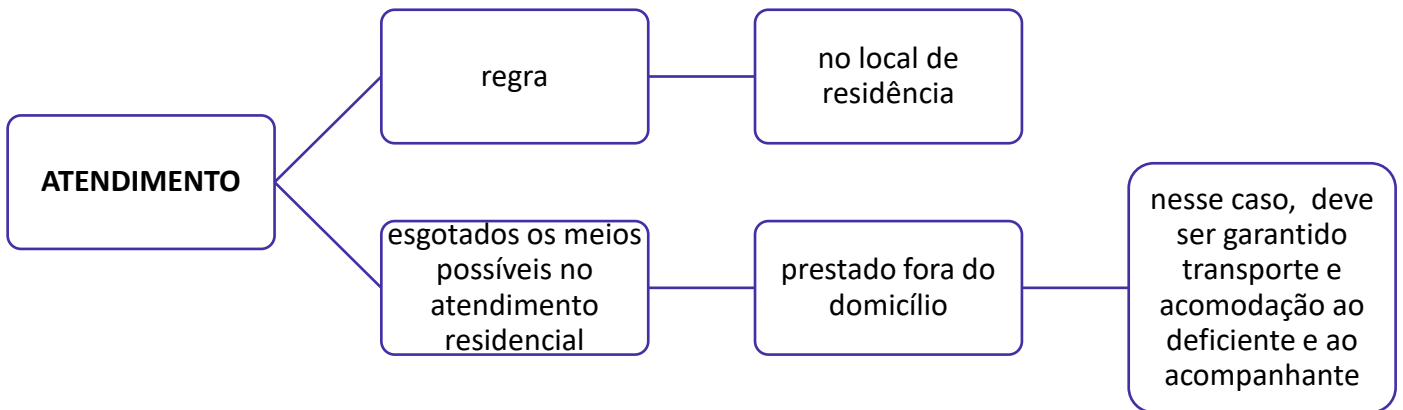 ATENDIMENTO
regra
no local de
residência
esgotados os meios
possíveis no
atendimento
residencial
prestado fora do
domicílio
nesse caso, deve
ser garantido
transporte e
acomodação ao
deficiente e ao
acompanhante